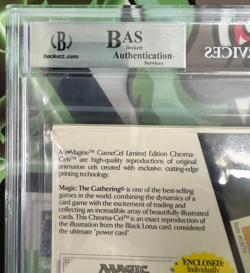 BAS
Beckett
Authentication
Services
beckett.com
SERVICES
ArtMagine™ GameCel Limited Edition Chroma-
Cels™ are high-quality reproductions of original
animation cels created with exclusive, cutting-edge
printing technology.
Magic: The Gathering® is one of the best-selling
games in the world, combining the dynamics of a
card game with the excitement of trading and
collecting an incredible array of beautifully illustrated
cards. This Chroma-Cel™ is an exact reproduction of
the illustration from the Black Lotus card, considered
the ultimate "power card".
ENCLOSED:
Individually
MAGIC